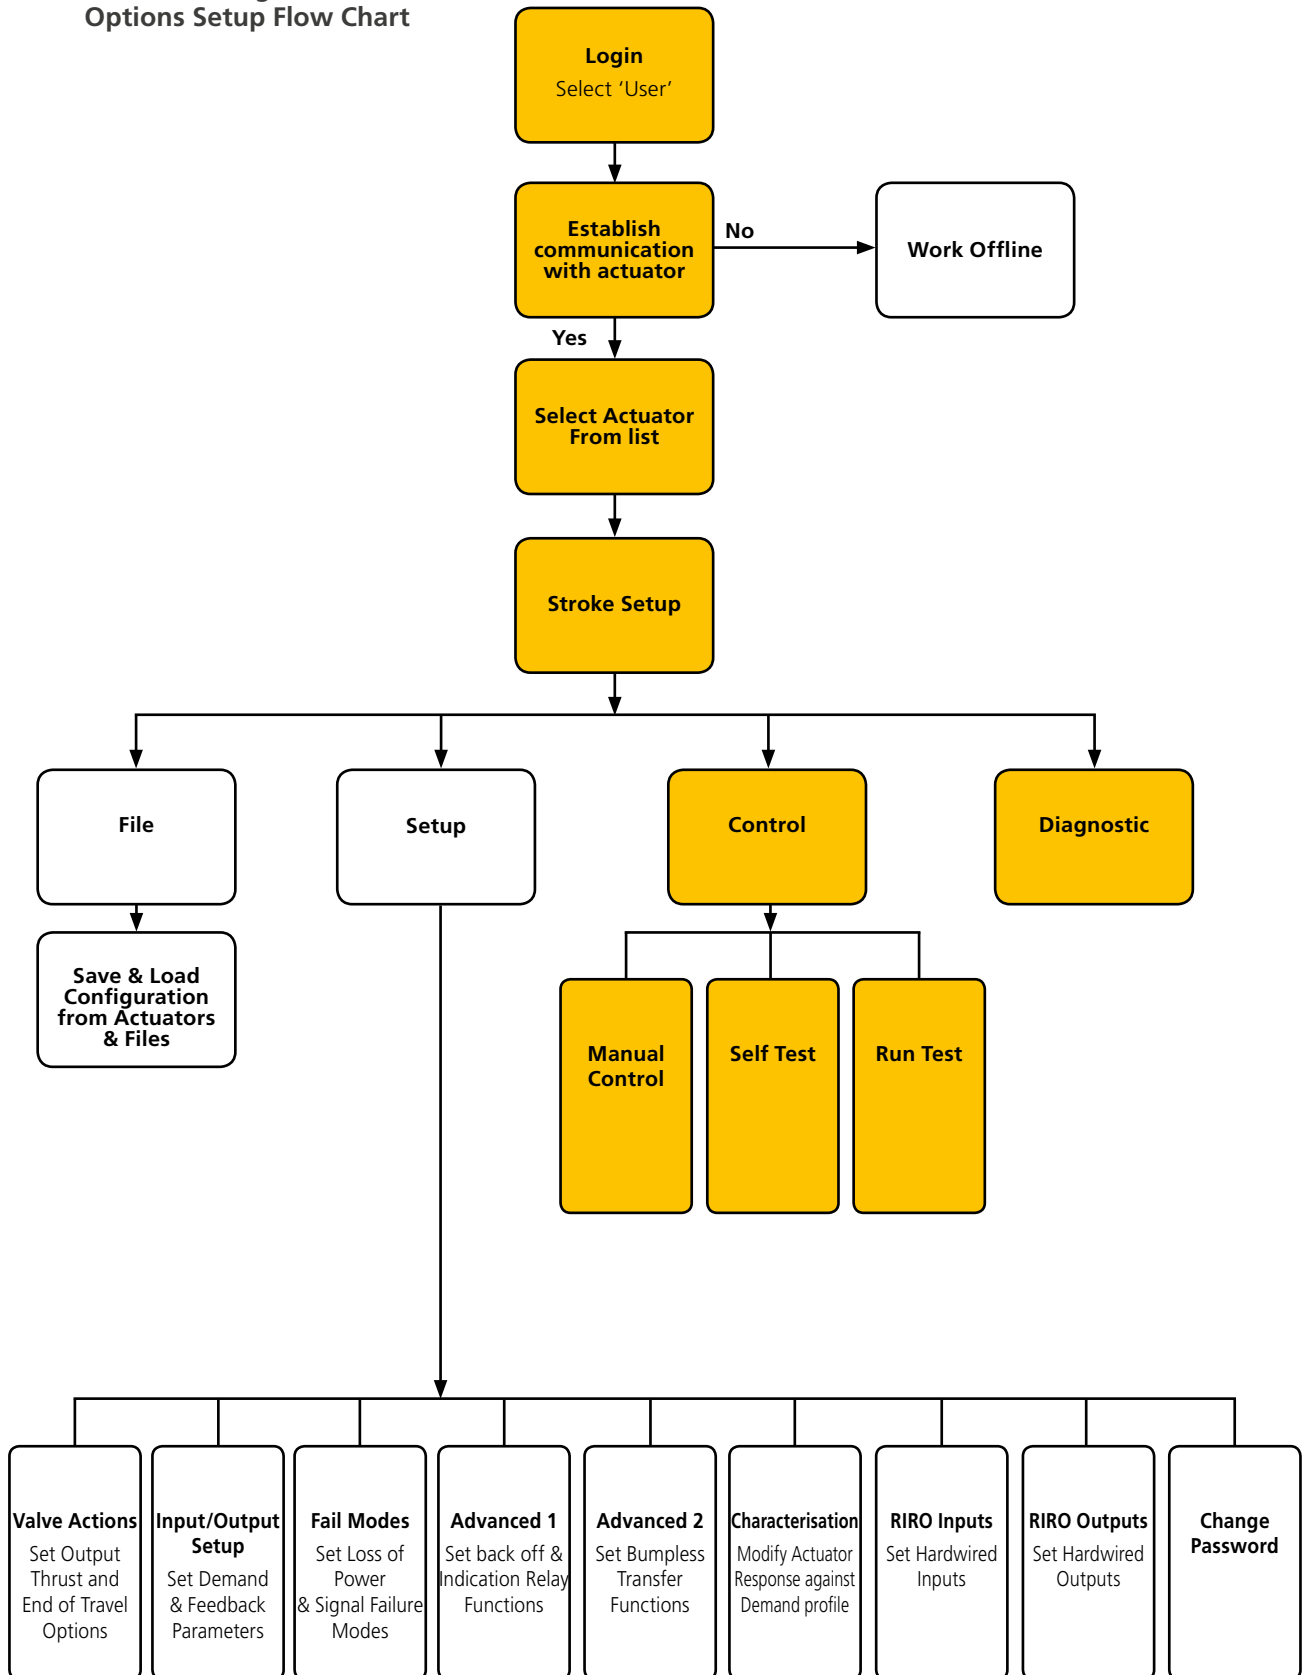 Options Setup Flow Chart
Login
Select ‘User’
Establish
communication
with actuator
No
Work Offline
Yes
Select Actuator
From list
Stroke Setup
File
Setup
Control
Diagnostic
Save & Load
Configuration
from Actuators
& Files
Manual
Control
Self Test
Run Test
Valve Actions
Set Output
Thrust and
End of Travel
Options
Input/Output
Setup
Set Demand
& Feedback
Parameters
Fail Modes
Set Loss of
Power
& Signal Failure
Modes
Advanced 1
Set back off &
Indication Relay
Functions
Advanced 2
Set Bumpless
Transfer
Functions
Characterisation
Modify Actuator
Response against
Demand profile
RIRO Inputs
Set Hardwired
Inputs
RIRO Outputs
Set Hardwired
Outputs
Change
Password